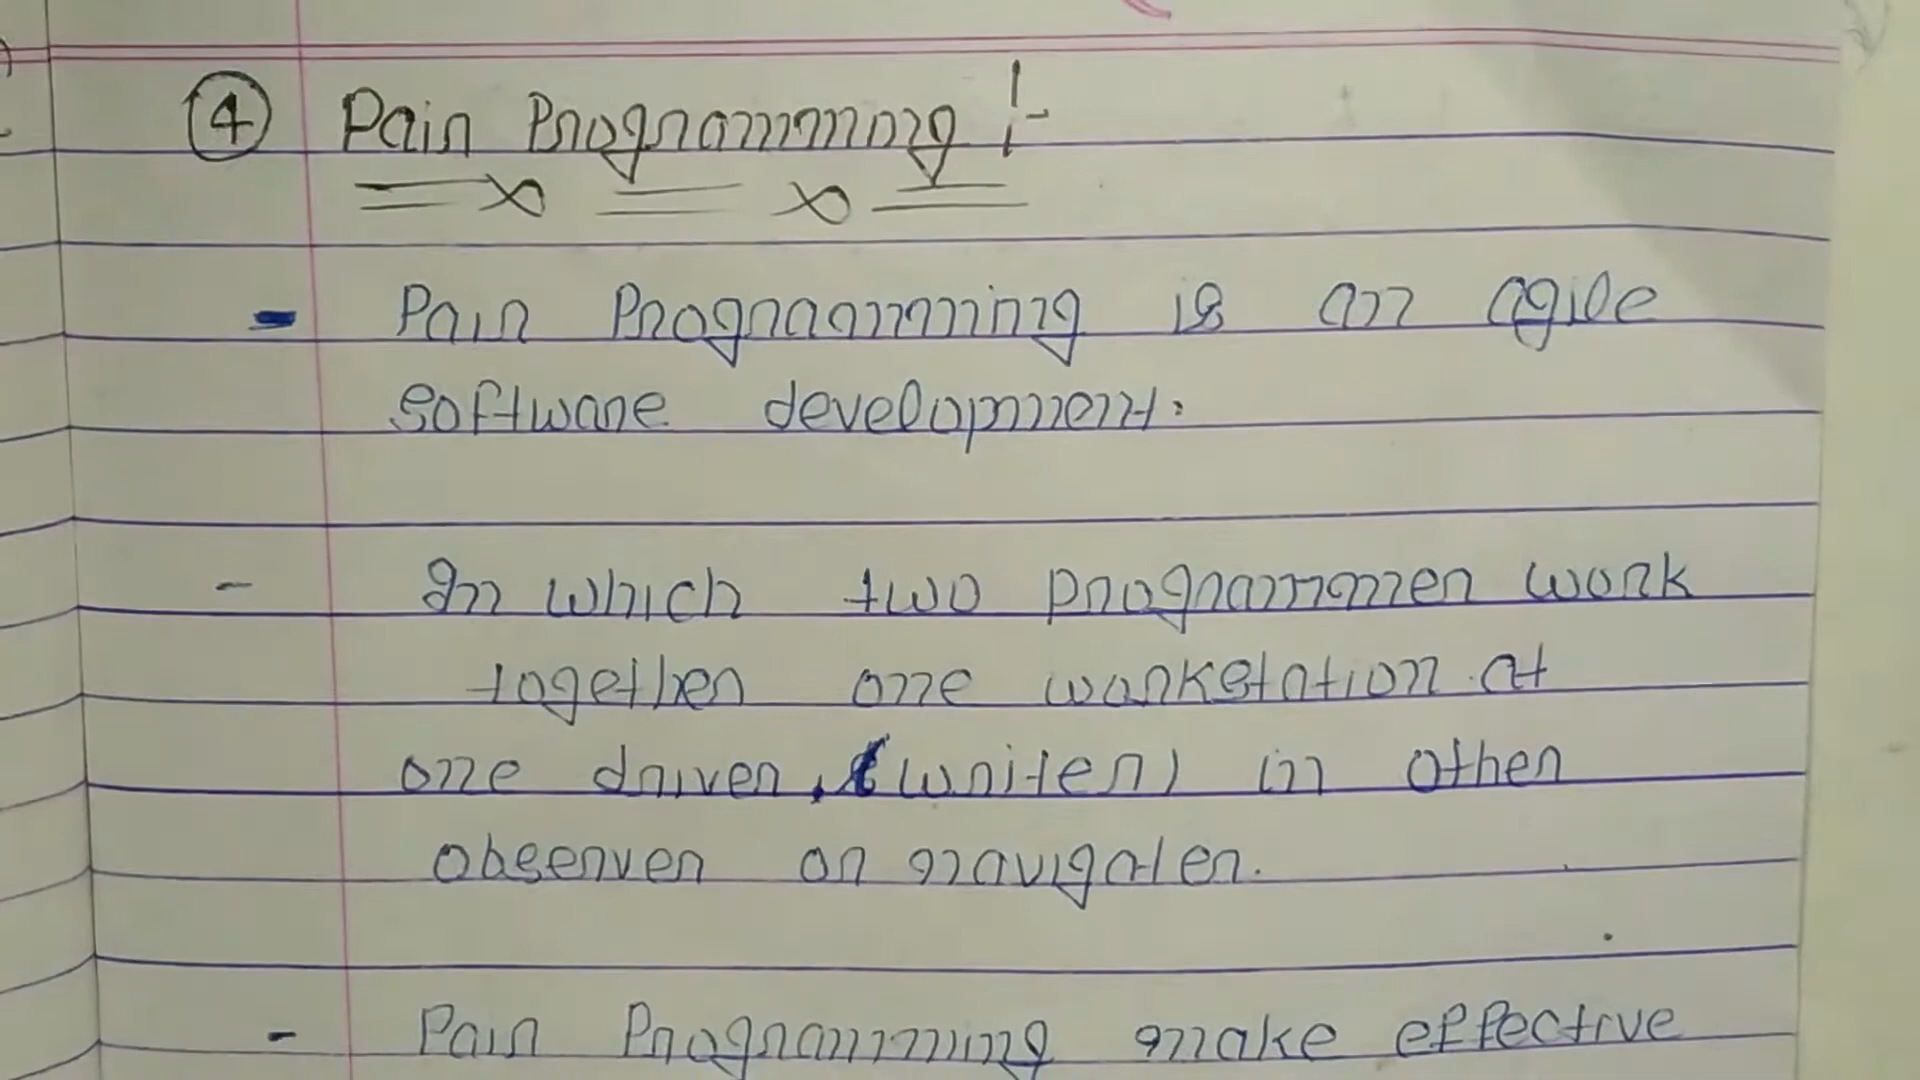 ④ Pair Programming :-
- Pair Programming is an agile
software development.
- In which two programmer work
together one workstation at
one driver, (writer) in other
observer or navigater.
- Pair Programming make effective